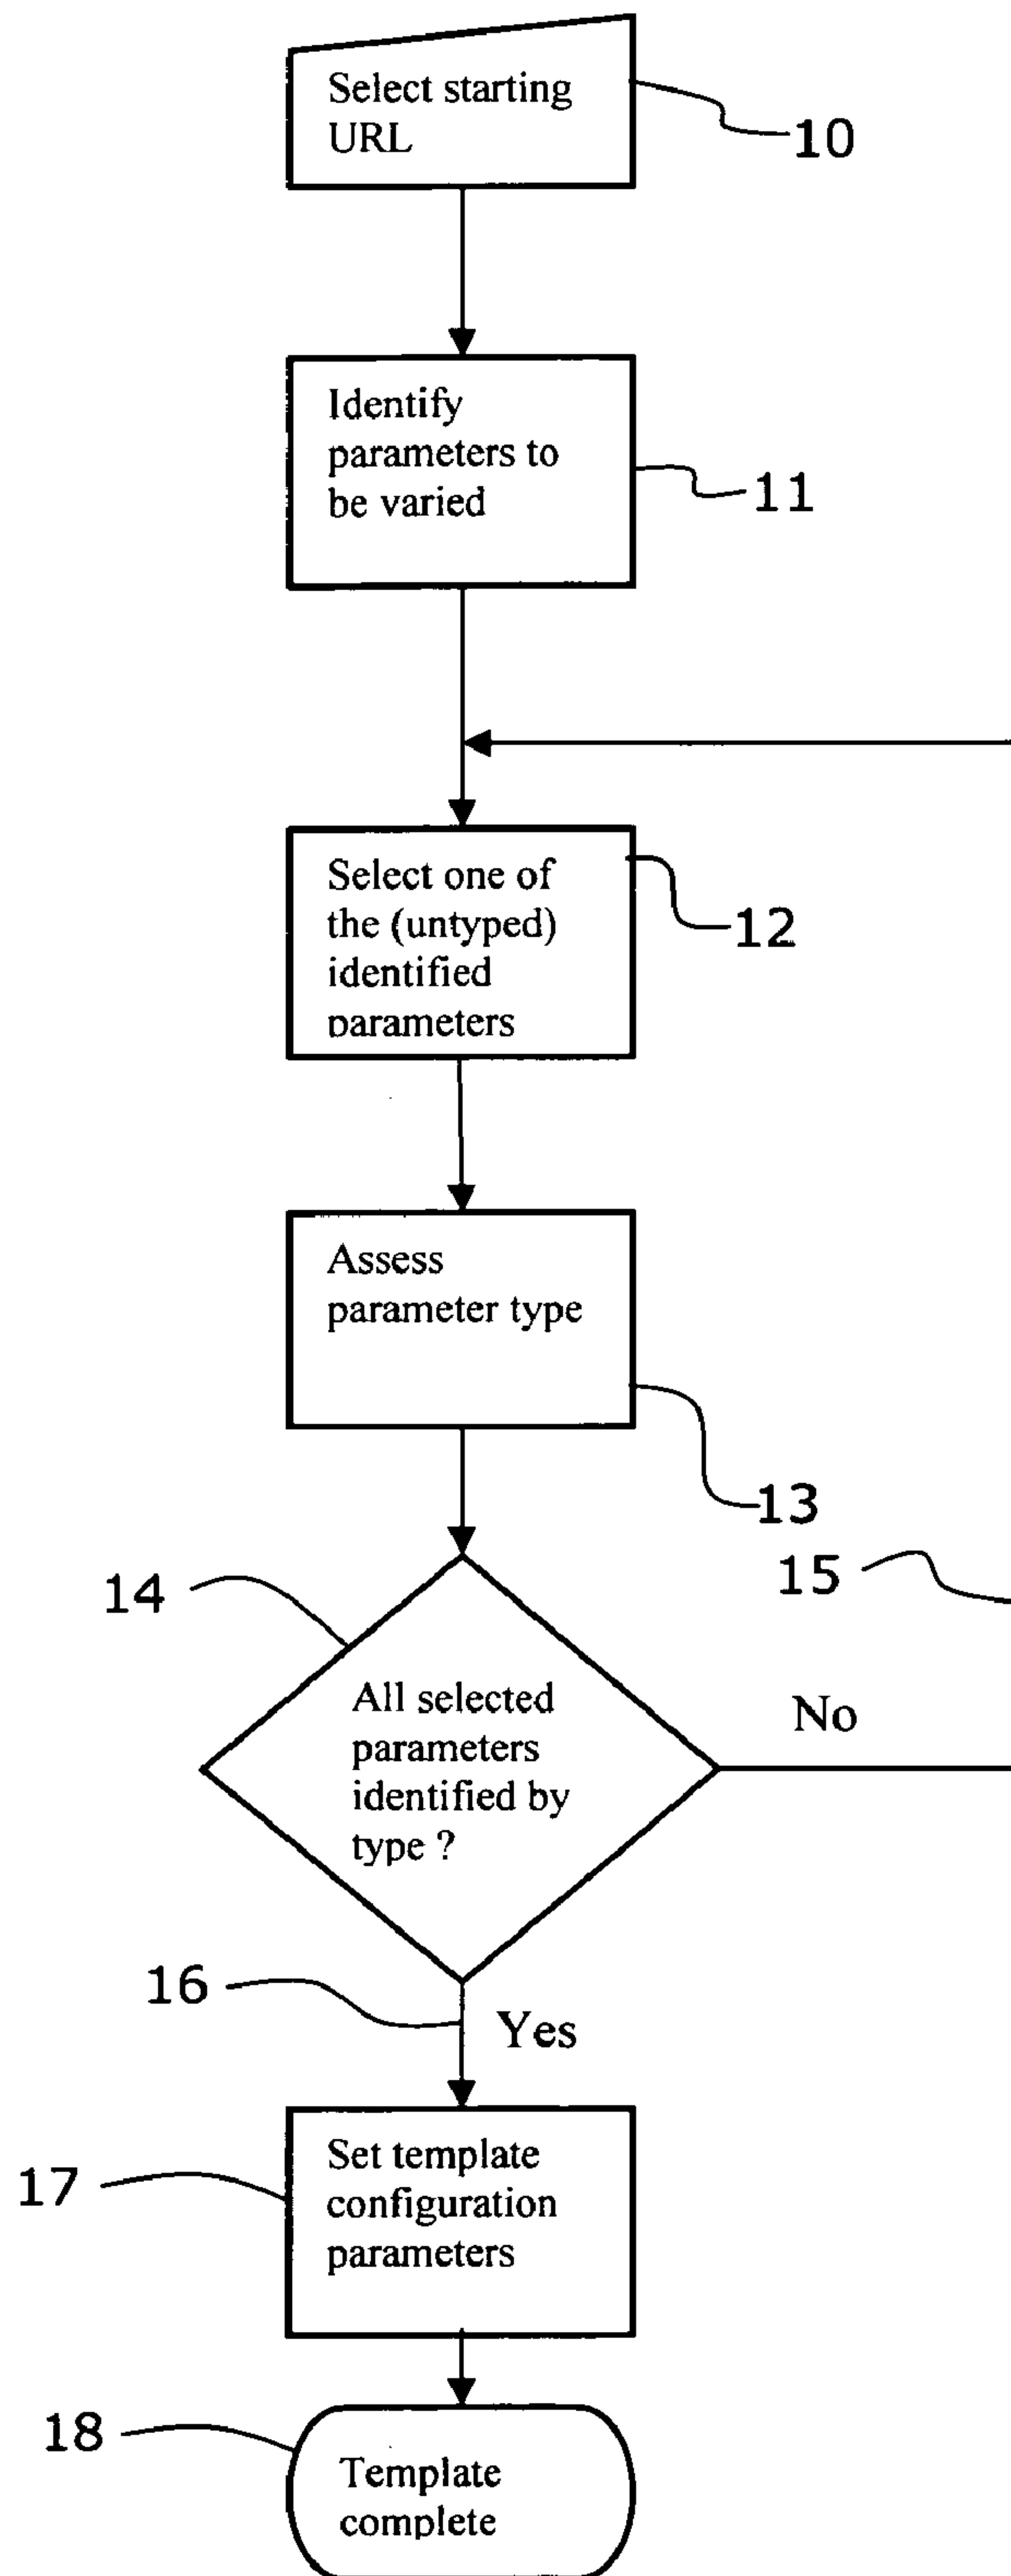 Select starting
URL
10
Identify
parameters to
be varied
11
Select one of
the (untyped)
identified
parameters
12
Assess
parameter type
13
15
14
All selected
parameters
identified by
type ?
No
16
Yes
Set template
configuration
parameters
17
18
Template
complete